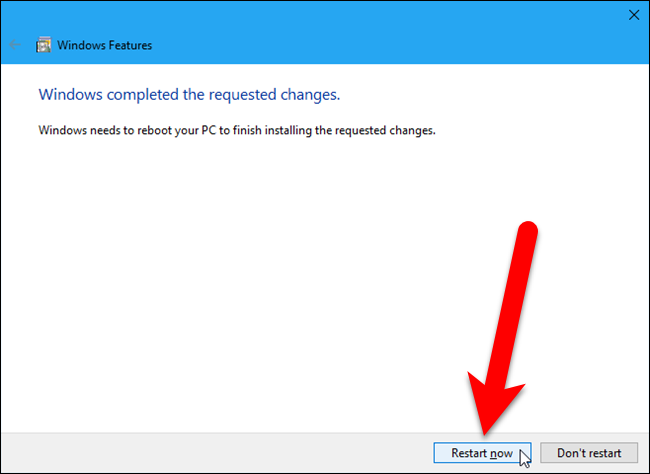 Windows Features
Windows completed the requested changes.
Windows needs to reboot your PC to finish installing the requested changes.
Restart now
Don't restart